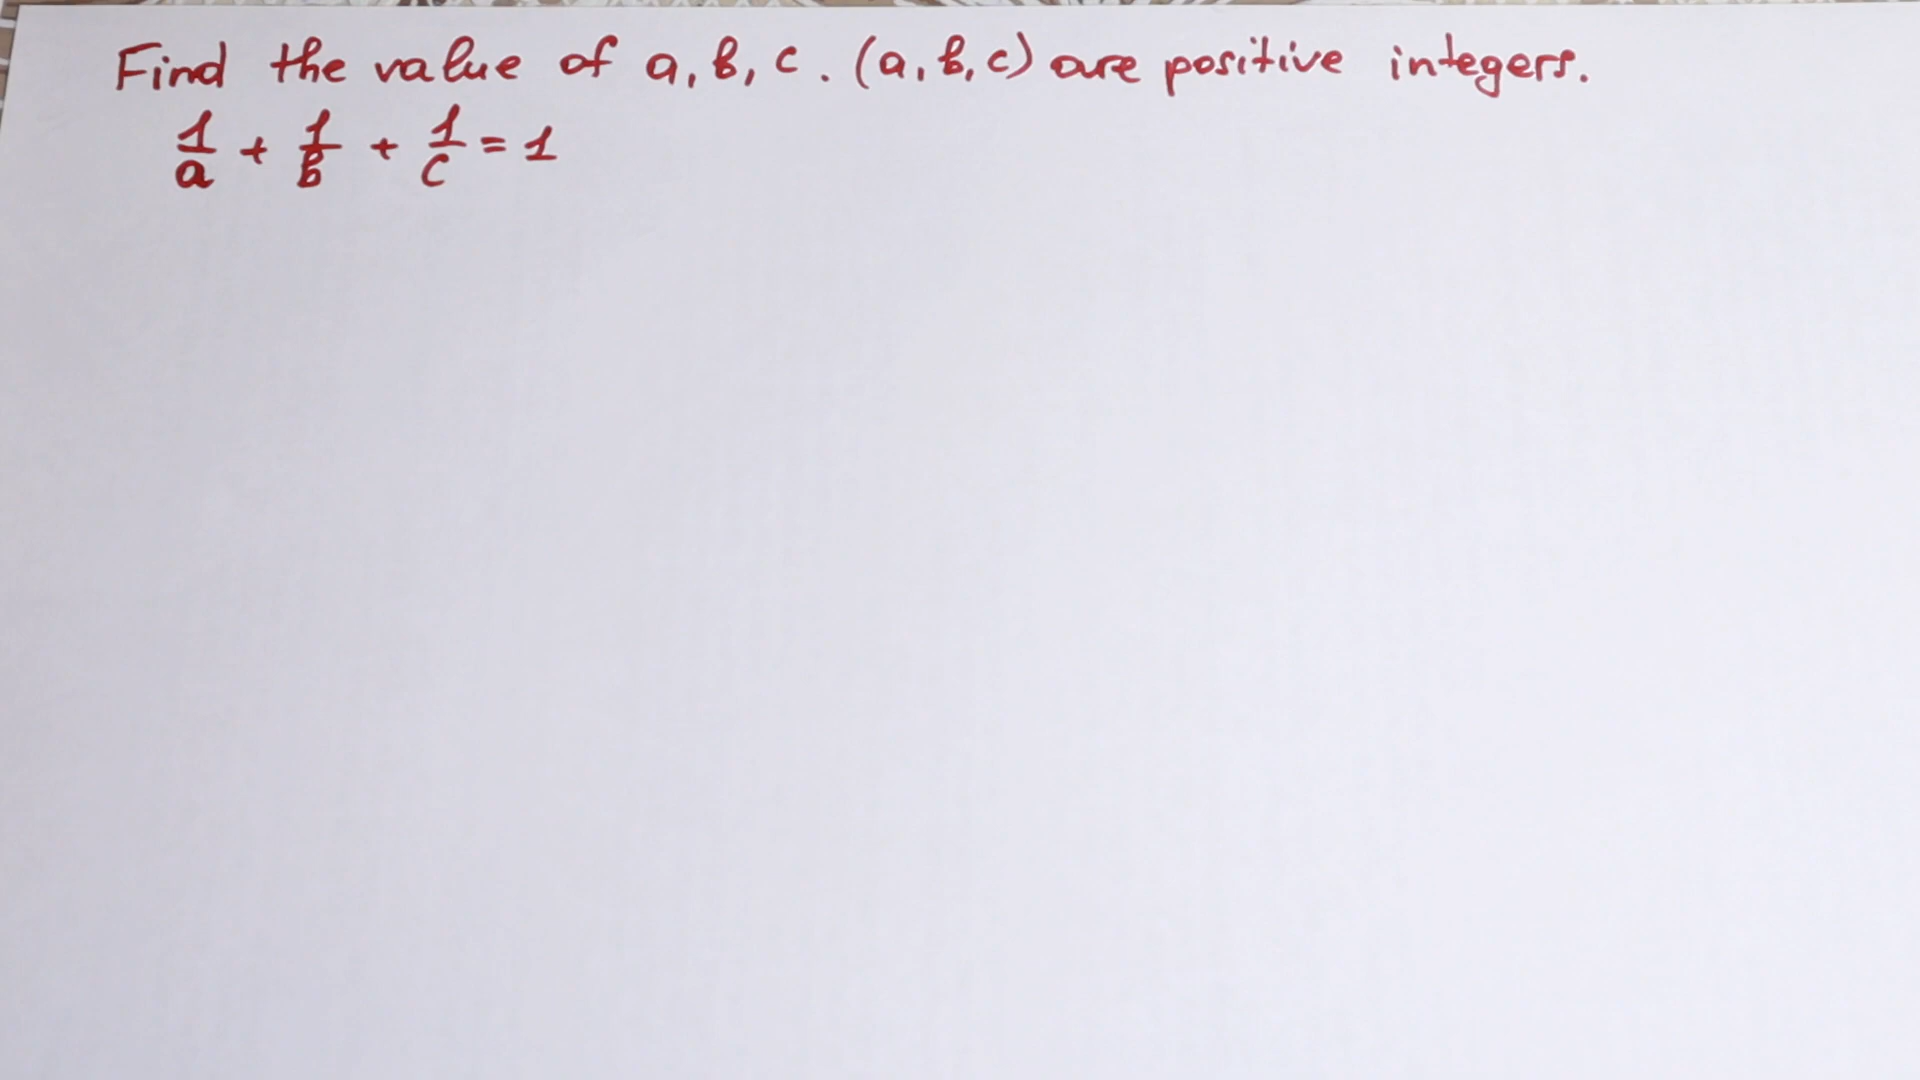 Find the value of a, b, c. (a, b, c) are positive integers.
1/a + 1/b + 1/c = 1